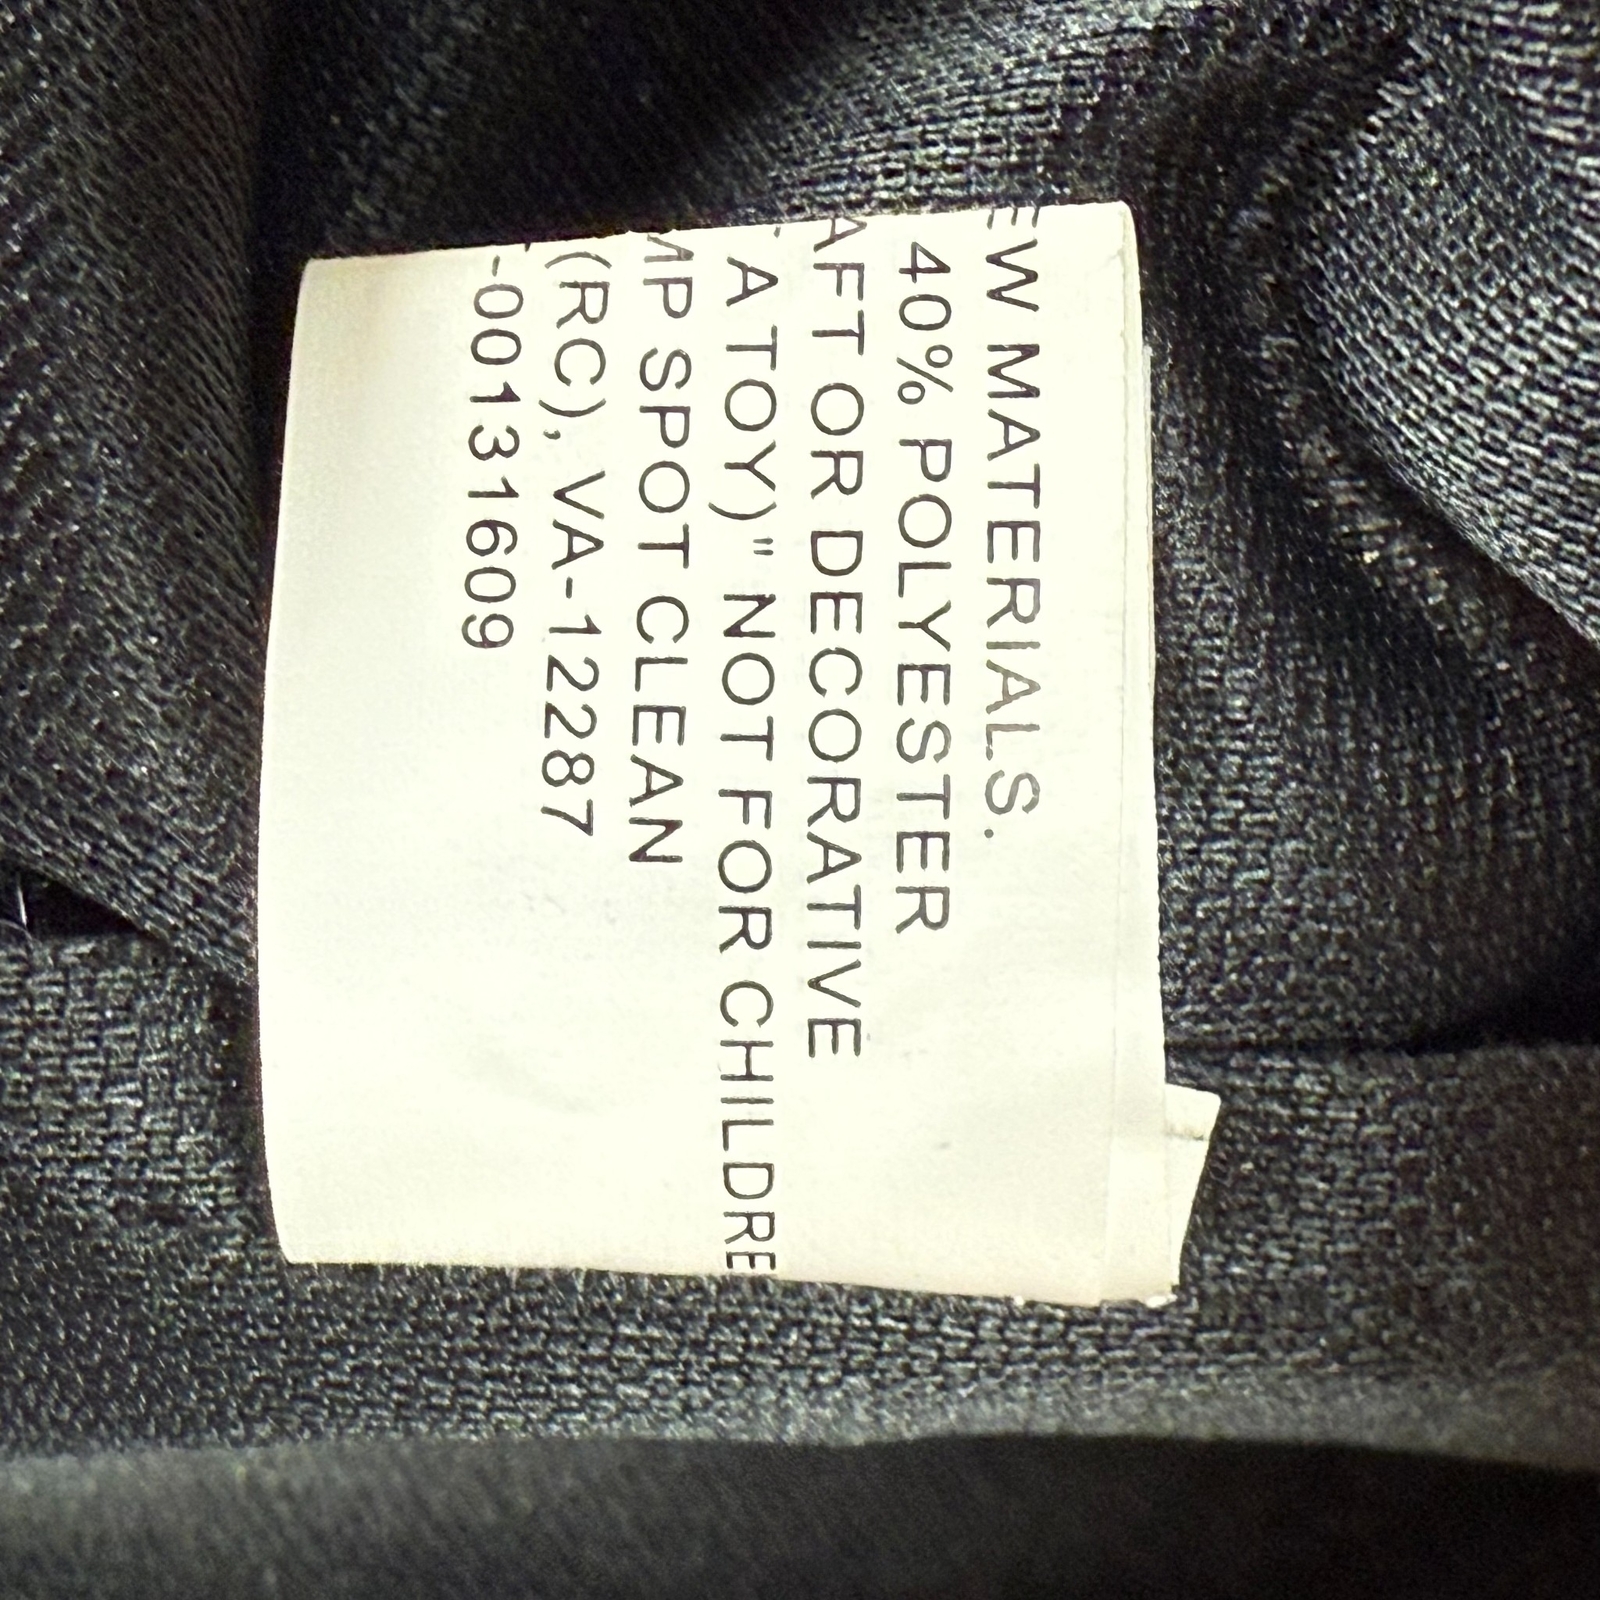 EW MATERIALS.
40% POLYESTER
AFT OR DECORATIVE
A TOY)" NOT FOR CHILDRE
MP SPOT CLEAN
(RC), VA-12287
-00131609